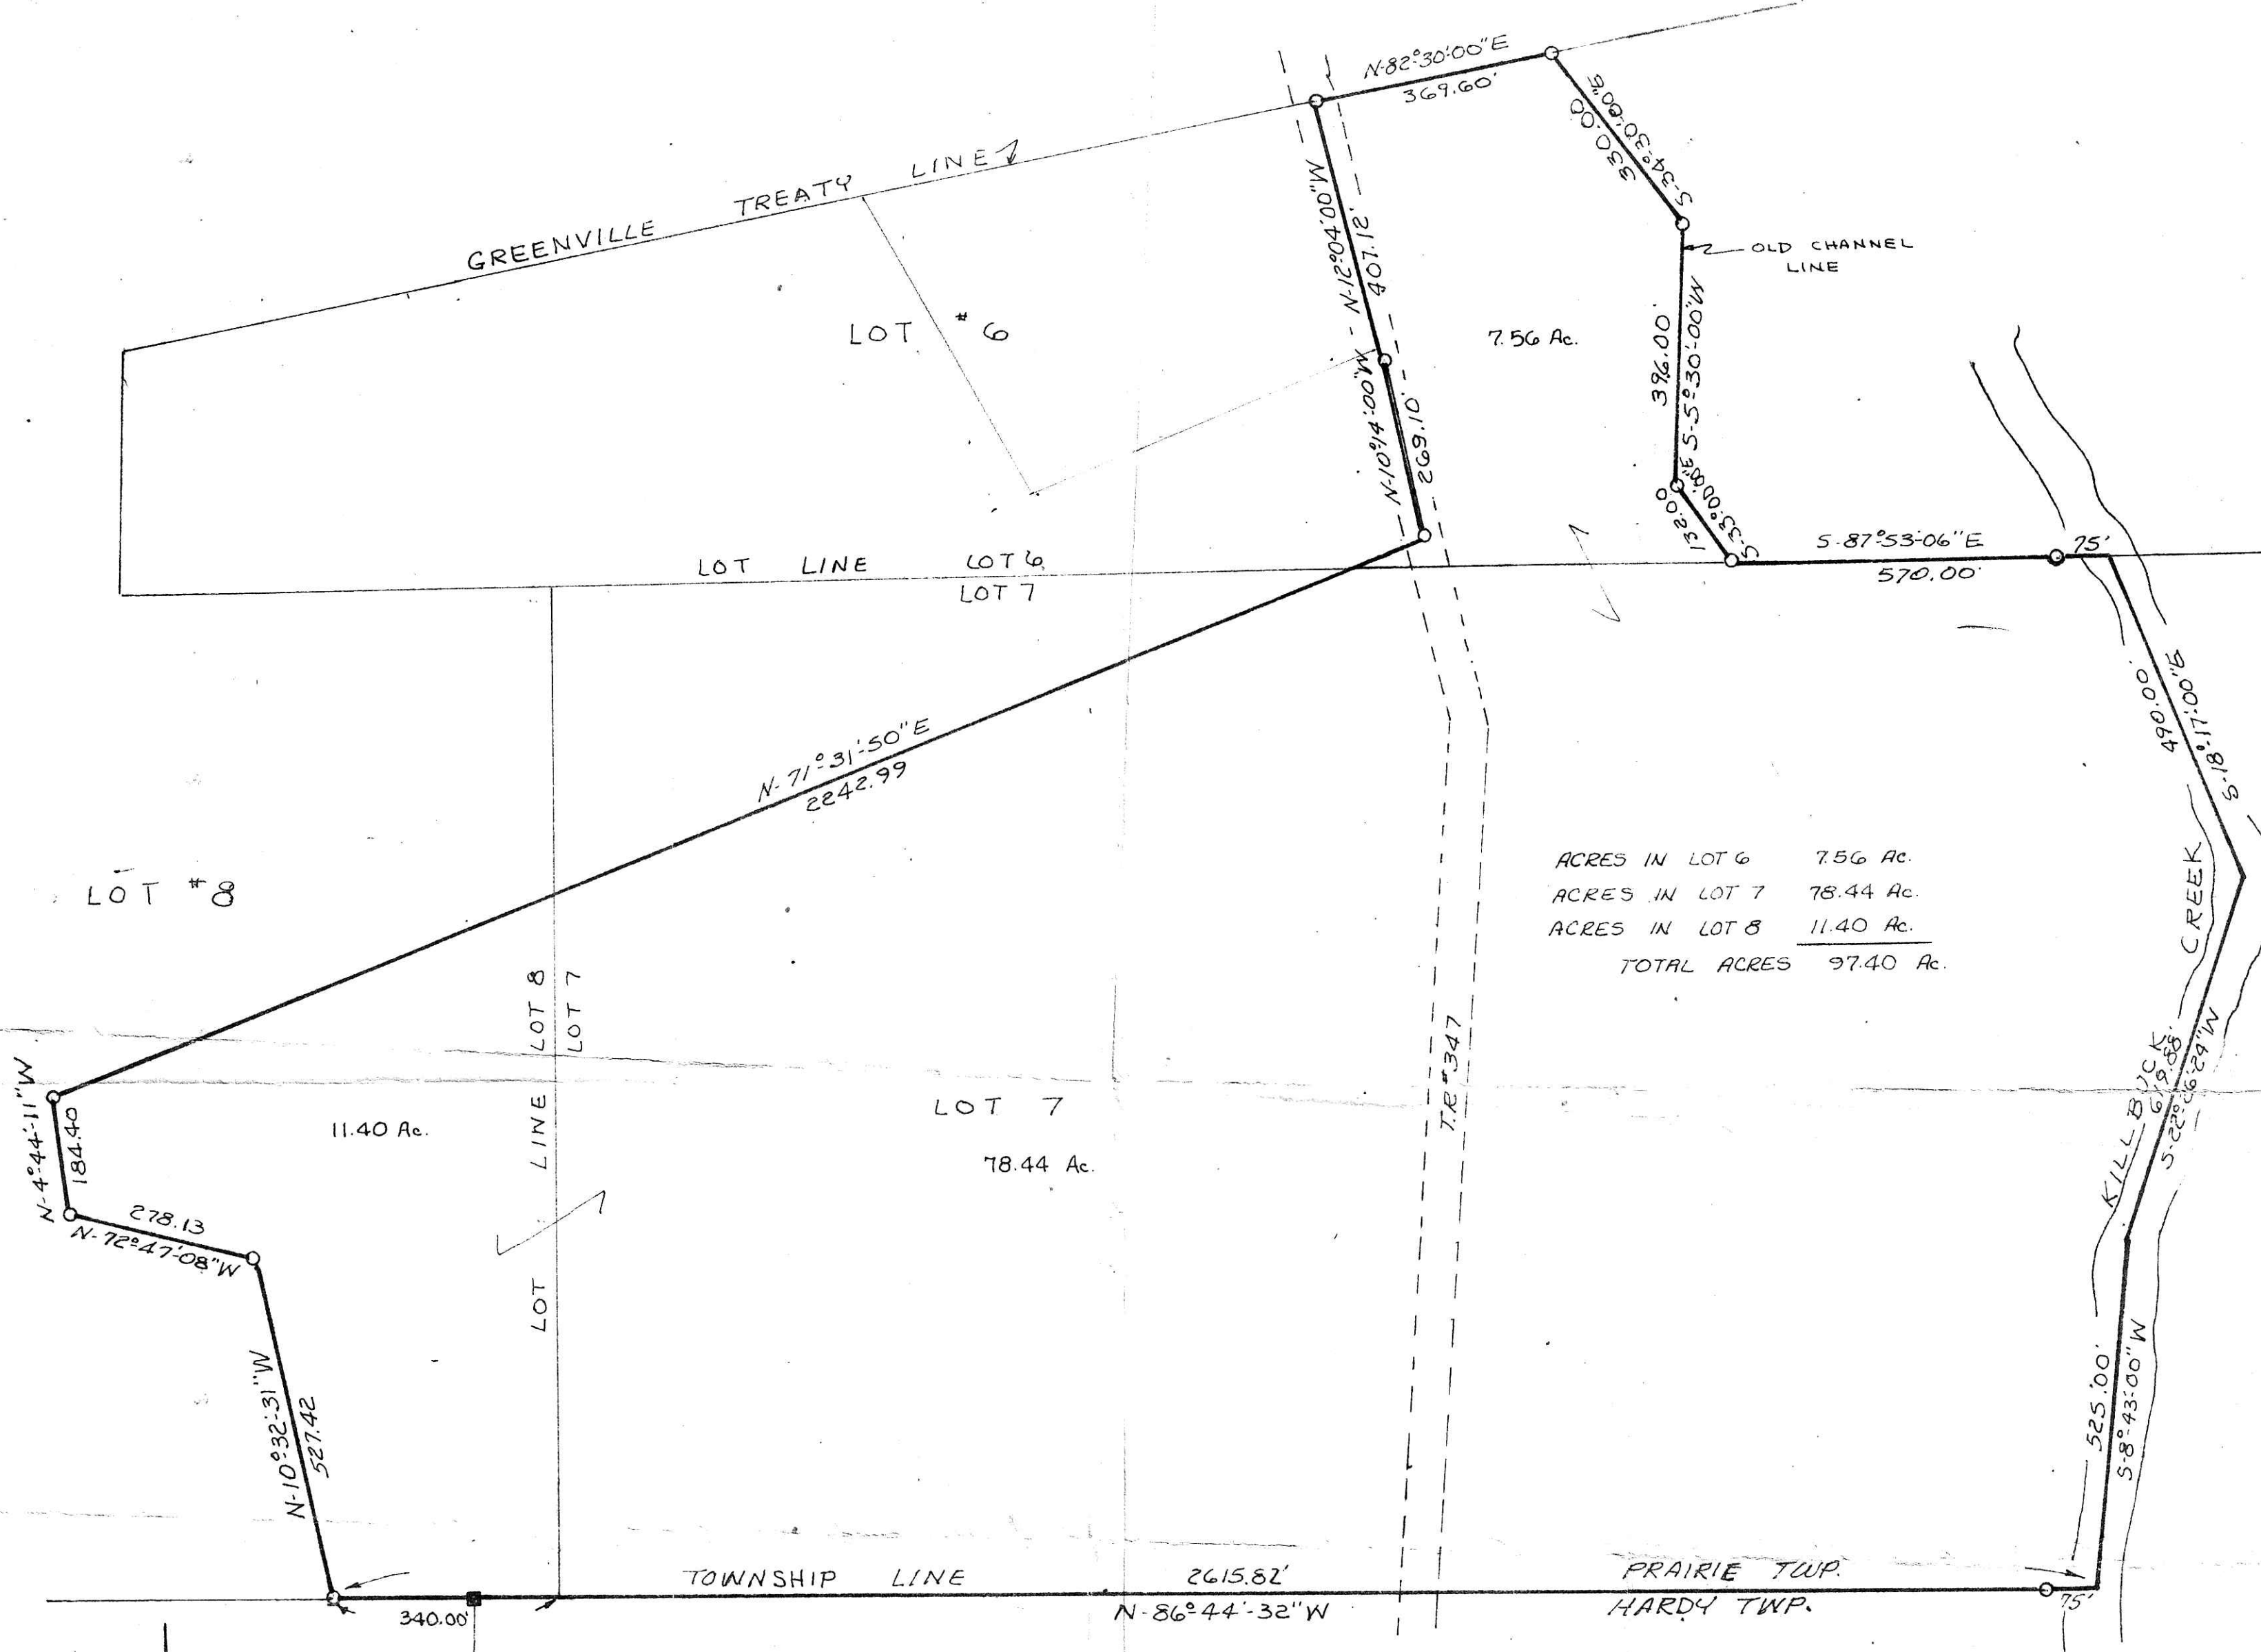 N-82°-30'-00"E
369.60'
330.00
S-34°-30'-00"E
GREENVILLE TREATY LINE
N-12°-04'-00"W
407.12'
OLD CHANNEL
LINE
LOT #6
7.56 Ac.
396.00'
S-5°-30'-00"W
N-10°-14'-00"W
269.10'
132.00
S-33°-00'-00"E
S-87°-53'-06"E
75'
570.00'
LOT LINE LOT 6
LOT 7
490.00'
S-18°-17'-00"E
N-71°-31'-50"E
2242.99
LOT #8
ACRES IN LOT 6 7.56 Ac.
ACRES IN LOT 7 78.44 Ac.
ACRES IN LOT 8 11.40 Ac.
TOTAL ACRES 97.40 Ac.
KILLBUCK CREEK
619.88'
S-22°-26'-24"W
LOT LINE LOT 8
LOT 7
T.R.#347
N-4°-44'-11"W
184.40
11.40 Ac.
LOT 7
78.44 Ac.
278.13
N-72°-47'-08"W
N-10°-32'-31"W
527.42
525.00'
S-8°-43'-00"W
TOWNSHIP LINE 2615.82' PRAIRIE TWP.
340.00' N-86°-44'-32"W HARDY TWP. 75'